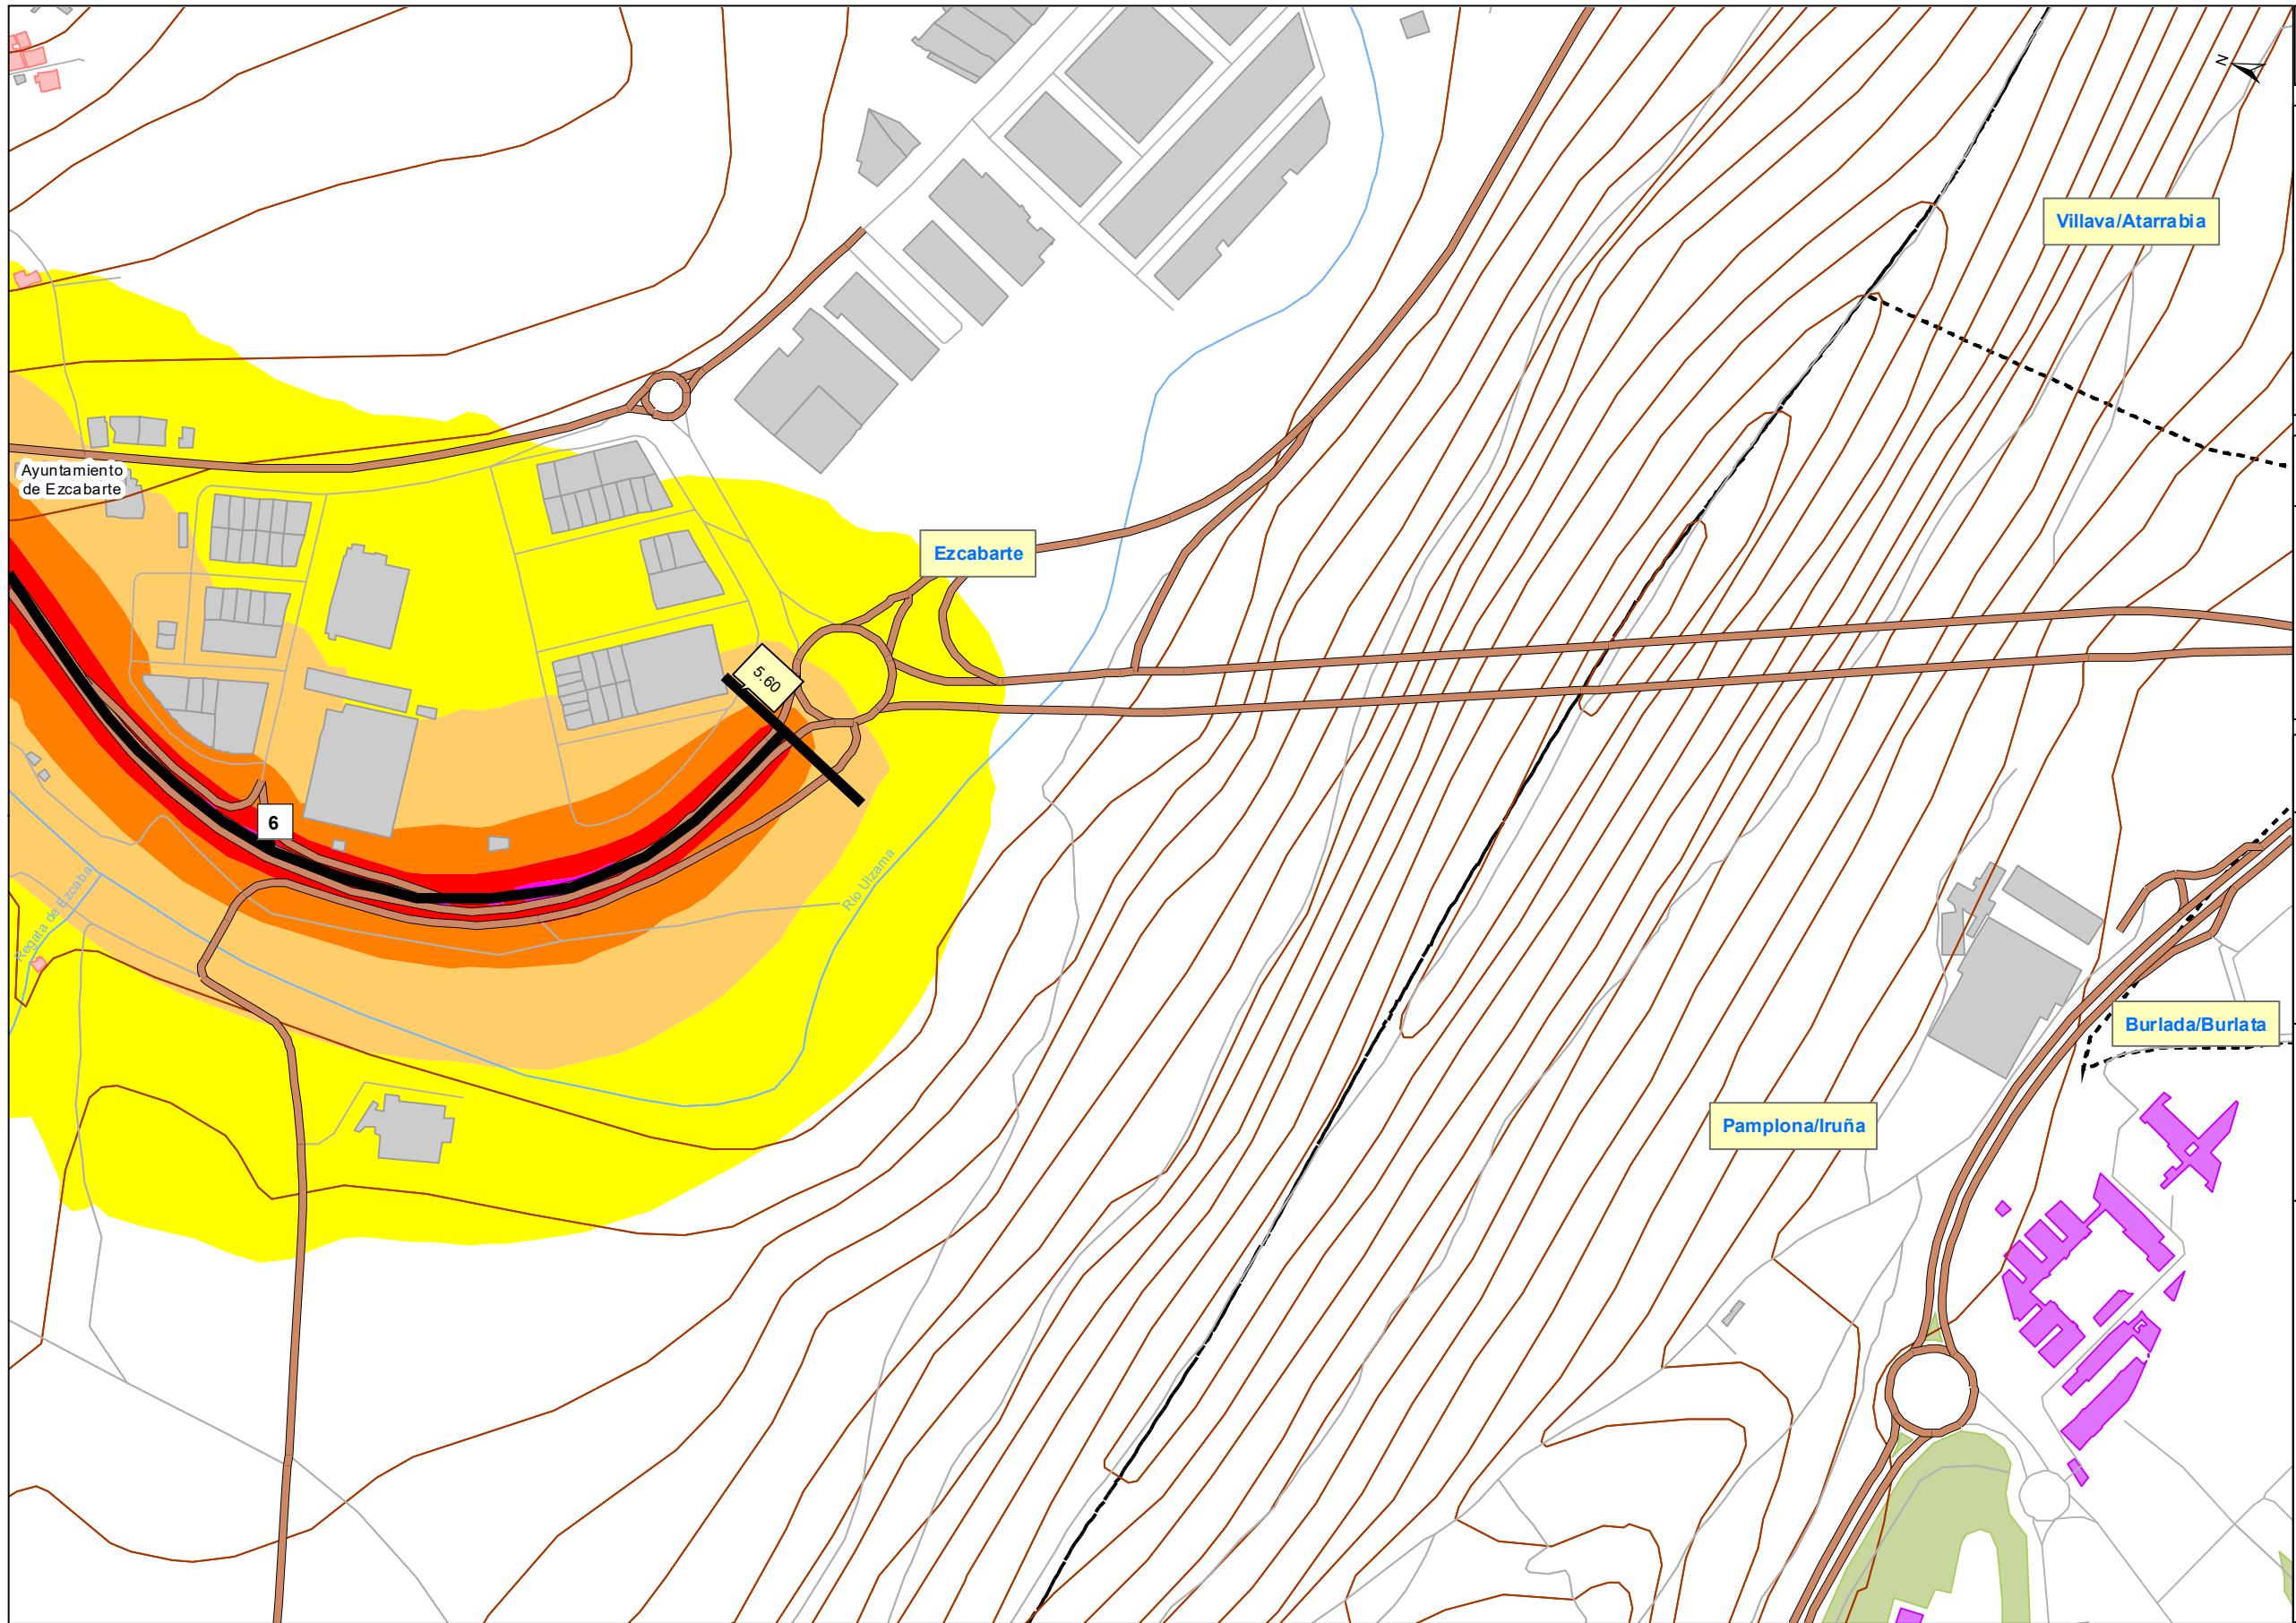 N
Villava/Atarrabia
Ayuntamiento
de Ezcabarte
Ezcabarte
5.60
6
Río Ulzama
Regata de Ezcaba
Burlada/Burlata
Pamplona/Iruña